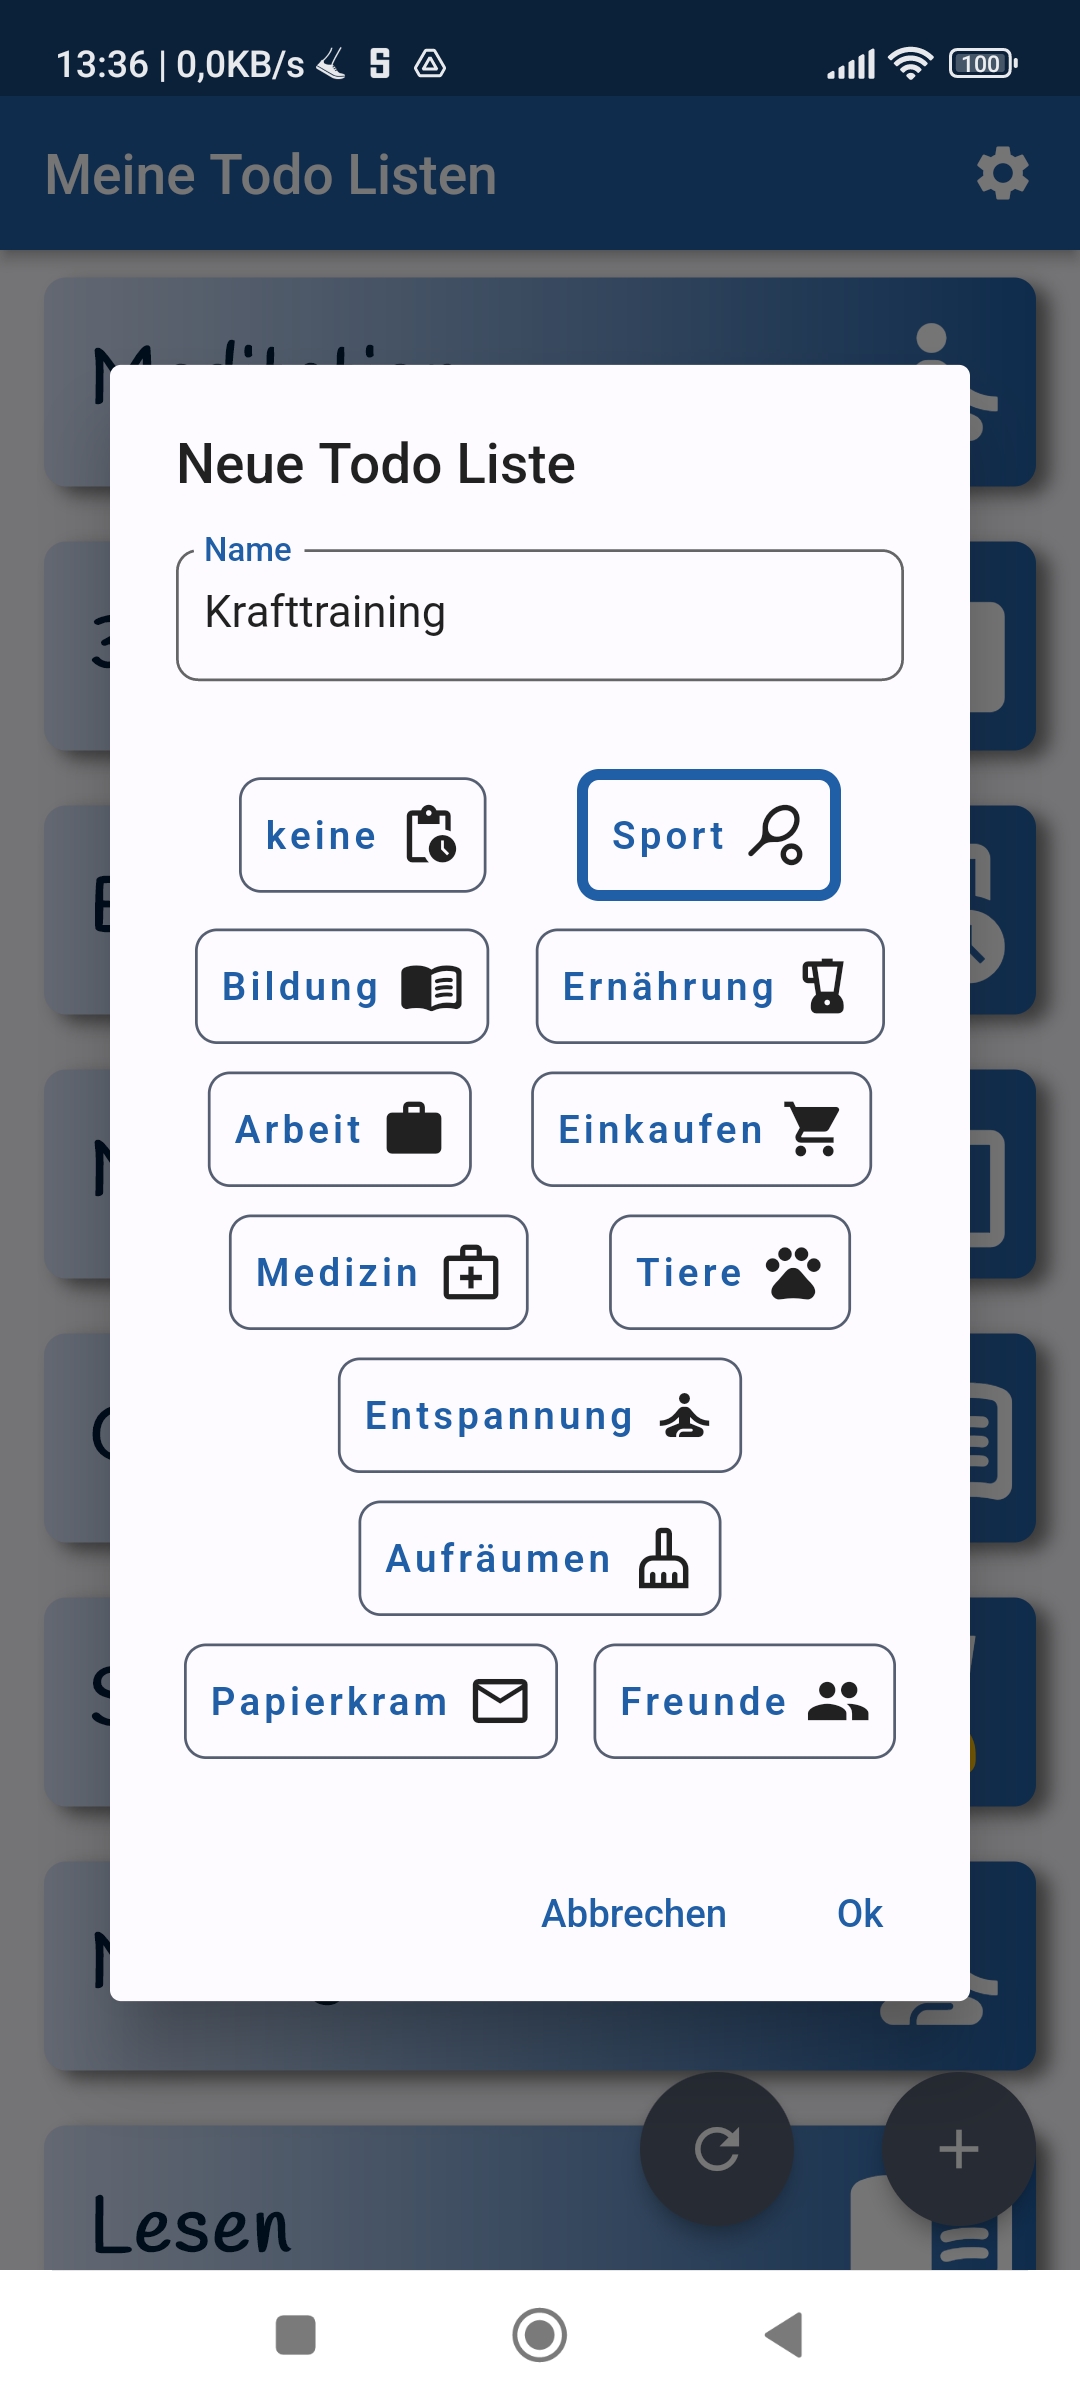 13:36 | 0,0KB/s
100
Meine Todo Listen
Neue Todo Liste
Name
Krafttraining
keine
Sport
Bildung
Ernährung
Arbeit
Einkaufen
Medizin
Tiere
Entspannung
Aufräumen
Papierkram
Freunde
Abbrechen
Ok
Lesen